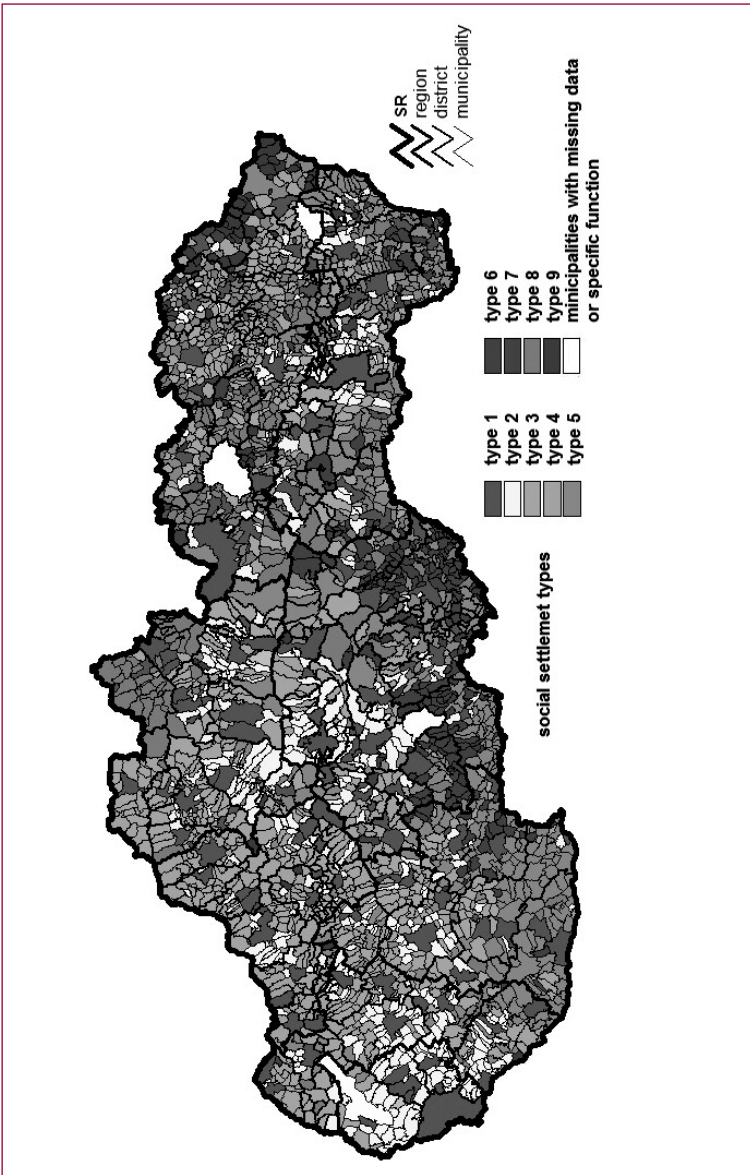 SR
region
district
municipality
social settlemet types
type 1
type 2
type 3
type 4
type 5
type 6
type 7
type 8
type 9
minicipalities with missing data
or specific function